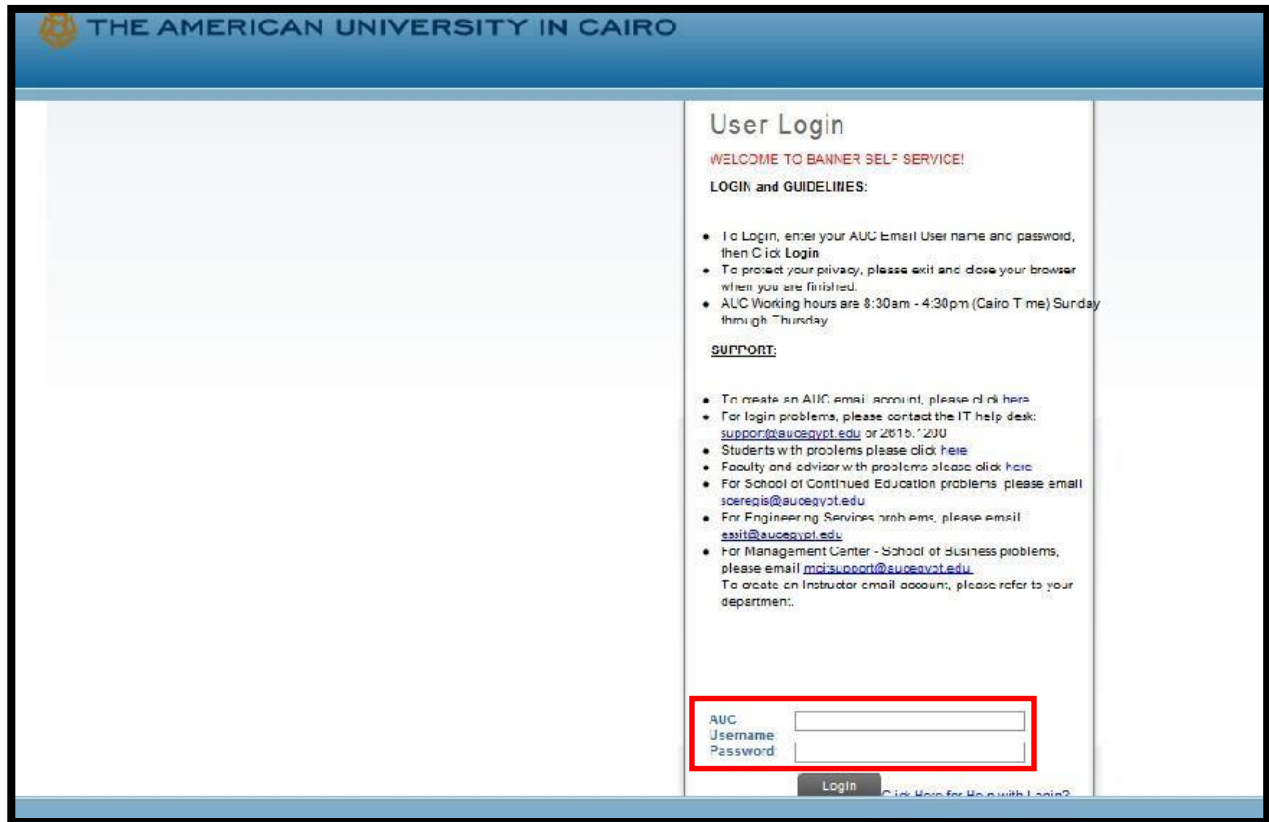 THE AMERICAN UNIVERSITY IN CAIRO
User Login
WELCOME TO BANNER SELF SERVICE!
LOGIN and GUIDELINES:
• To Login, enter your AUC Email User name and password,
then Click Login
• To protect your privacy, please exit and close your browser
when you are finished.
• AUC Working hours are 8:30am - 4:30pm (Cairo Time) Sunday
through Thursday
SUPPORT:
• To create an AUC email account, please click here
• For login problems, please contact the IT help desk:
support@aucegypt.edu or 2615.1200
• Students with problems please click here
• Faculty and advisor with problems please click here
• For School of Continued Education problems please email
sceregis@aucegypt.edu
• For Engineering Services problems, please email
essit@aucegypt.edu
• For Management Center - School of Business problems,
please email mcitsupport@aucegypt.edu
To create an Instructor email account, please refer to your
department.
AUC
Username
Password
Login
Click Here for Help with Login?